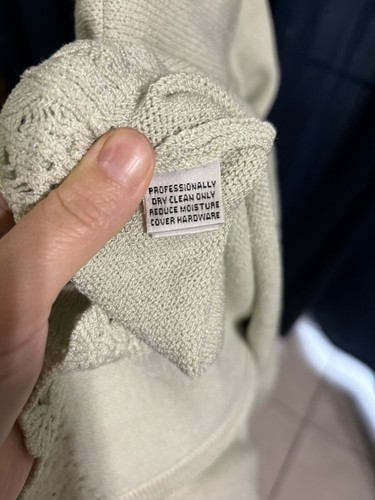 PROFESSIONALLY
DRY CLEAN ONLY
REDUCE MOISTURE
COVER HARDWARE